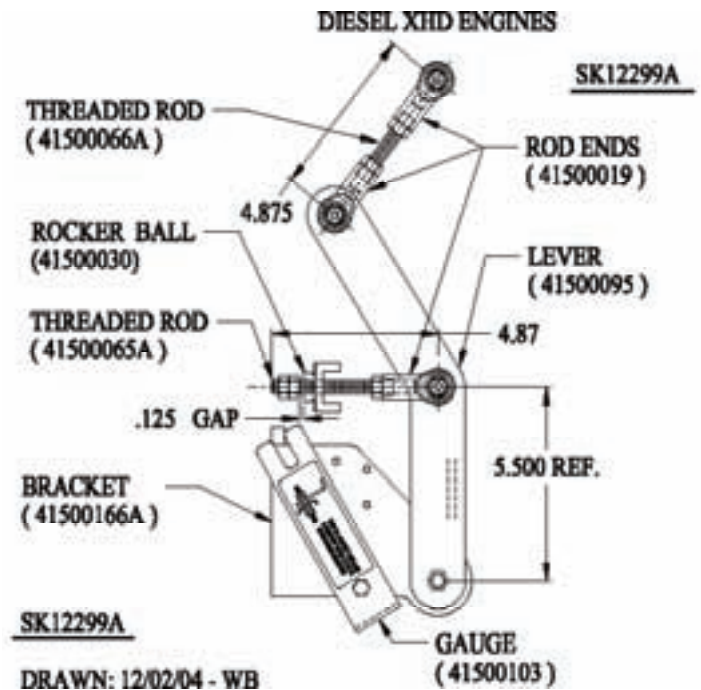 DIESEL XHD ENGINES
SK12299A
THREADED ROD
( 41500066A )
ROD ENDS
( 41500019 )
4.875
ROCKER BALL
(41500030)
LEVER
( 41500095 )
THREADED ROD
( 41500065A )
4.87
.125 GAP
5.500 REF.
BRACKET
( 41500166A )
SK12299A
GAUGE
( 41500103 )
DRAWN: 12/02/04 - WB